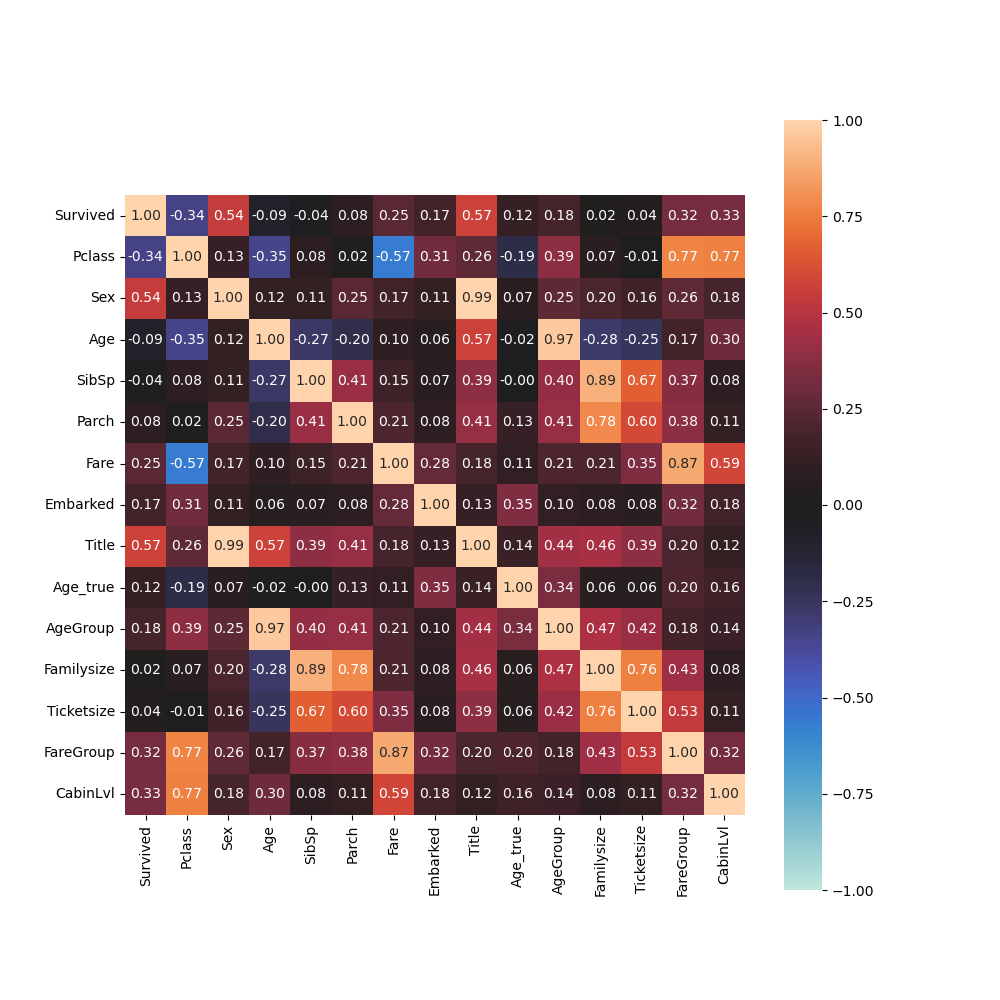 Survived 1.00 -0.34 0.54 -0.09 -0.04 0.08 0.25 0.17 0.57 0.12 0.18 0.02 0.04 0.32 0.33
Pclass -0.34 1.00 0.13 -0.35 0.08 0.02 -0.57 0.31 0.26 -0.19 0.39 0.07 -0.01 0.77 0.77
Sex 0.54 0.13 1.00 0.12 0.11 0.25 0.17 0.11 0.99 0.07 0.25 0.20 0.16 0.26 0.18
Age -0.09 -0.35 0.12 1.00 -0.27 -0.20 0.10 0.06 0.57 -0.02 0.97 -0.28 -0.25 0.17 0.30
SibSp -0.04 0.08 0.11 -0.27 1.00 0.41 0.15 0.07 0.39 -0.00 0.40 0.89 0.67 0.37 0.08
Parch 0.08 0.02 0.25 -0.20 0.41 1.00 0.21 0.08 0.41 0.13 0.41 0.78 0.60 0.38 0.11
Fare 0.25 -0.57 0.17 0.10 0.15 0.21 1.00 0.28 0.18 0.11 0.21 0.21 0.35 0.87 0.59
Embarked 0.17 0.31 0.11 0.06 0.07 0.08 0.28 1.00 0.13 0.35 0.10 0.08 0.08 0.32 0.18
Title 0.57 0.26 0.99 0.57 0.39 0.41 0.18 0.13 1.00 0.14 0.44 0.46 0.39 0.20 0.12
Age_true 0.12 -0.19 0.07 -0.02 -0.00 0.13 0.11 0.35 0.14 1.00 0.34 0.06 0.06 0.20 0.16
AgeGroup 0.18 0.39 0.25 0.97 0.40 0.41 0.21 0.10 0.44 0.34 1.00 0.47 0.42 0.18 0.14
Familysize 0.02 0.07 0.20 -0.28 0.89 0.78 0.21 0.08 0.46 0.06 0.47 1.00 0.76 0.43 0.08
Ticketsize 0.04 -0.01 0.16 -0.25 0.67 0.60 0.35 0.08 0.39 0.06 0.42 0.76 1.00 0.53 0.11
FareGroup 0.32 0.77 0.26 0.17 0.37 0.38 0.87 0.32 0.20 0.20 0.18 0.43 0.53 1.00 0.32
CabinLvl 0.33 0.77 0.18 0.30 0.08 0.11 0.59 0.18 0.12 0.16 0.14 0.08 0.11 0.32 1.00
Survived Pclass Sex Age SibSp Parch Fare Embarked Title Age_true AgeGroup Familysize Ticketsize FareGroup CabinLvl
1.00
0.75
0.50
0.25
0.00
−0.25
−0.50
−0.75
−1.00